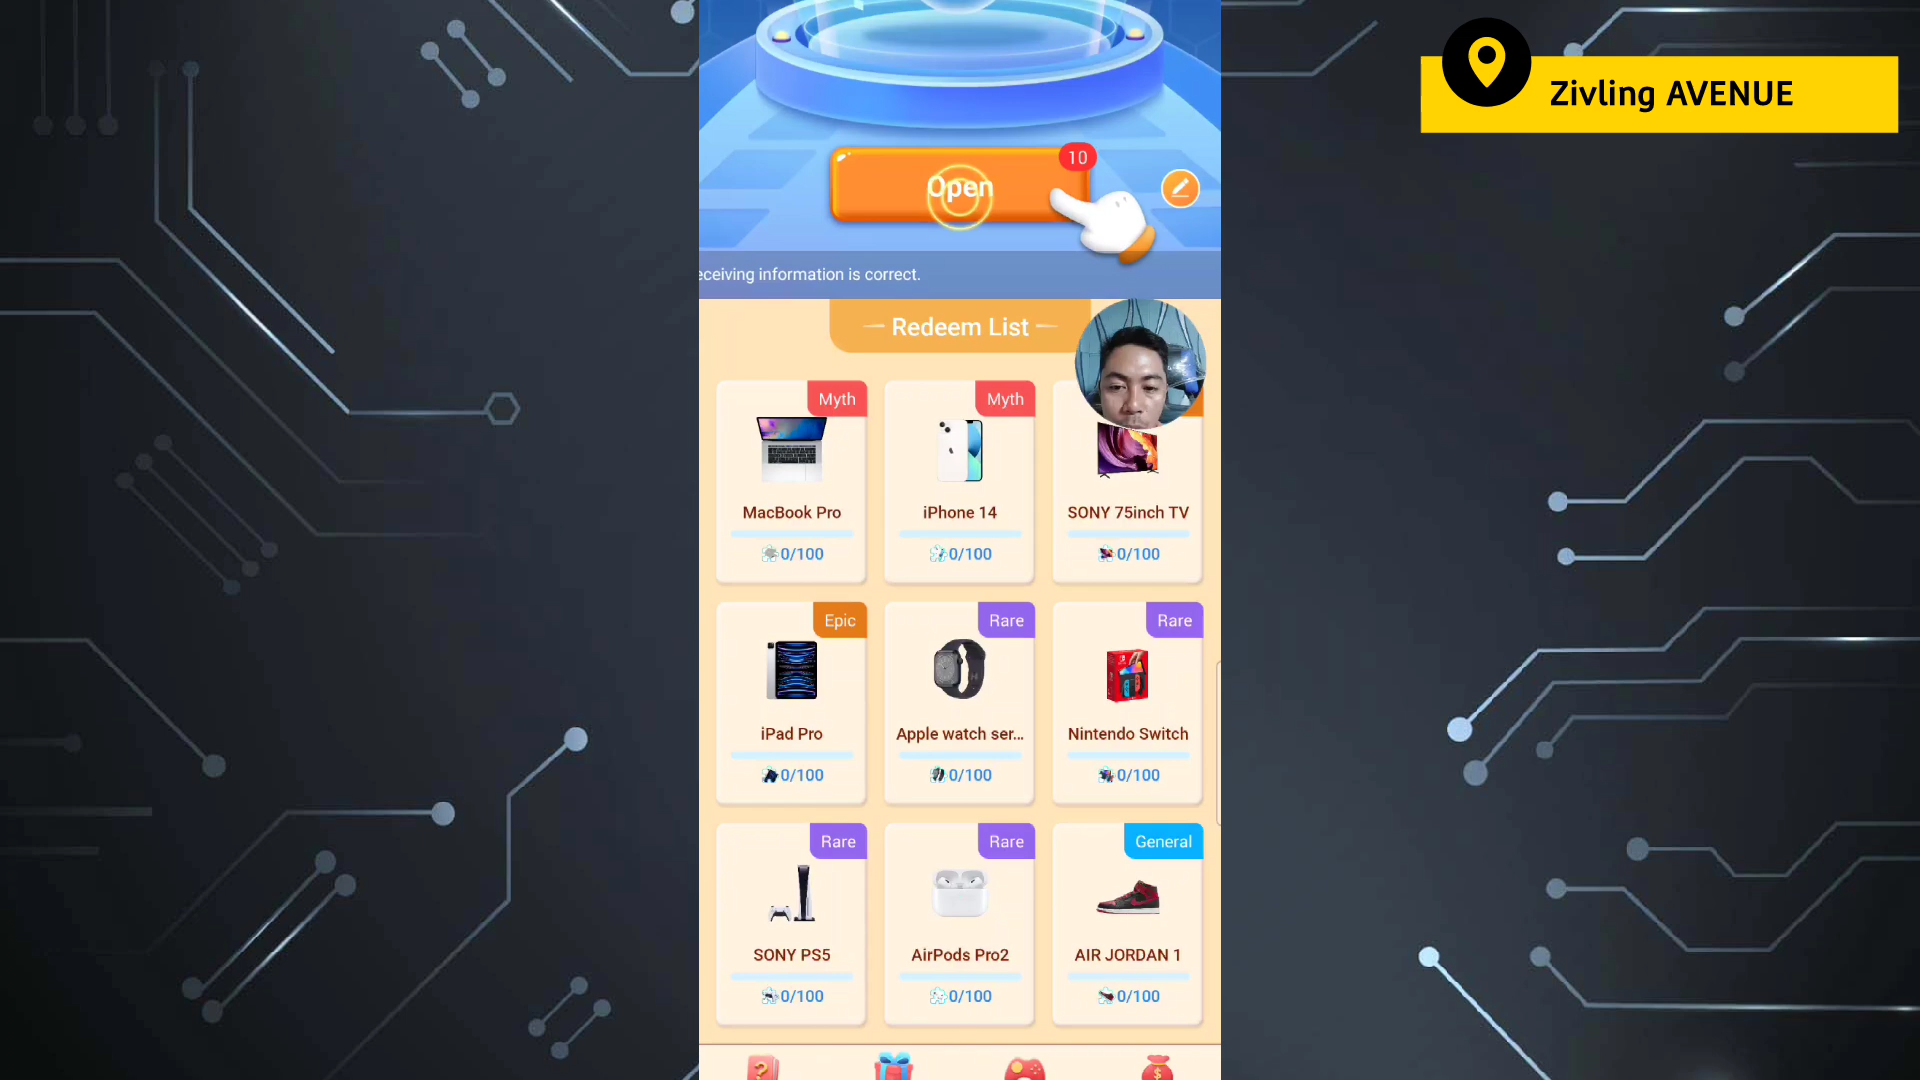 Zivling AVENUE
10
Open
eceiving information is correct.
Redeem List
Myth
Myth
MacBook Pro
iPhone 14
SONY 75inch TV
0/100
0/100
0/100
Epic
Rare
Rare
iPad Pro
Apple watch ser...
Nintendo Switch
0/100
0/100
0/100
Rare
Rare
General
SONY PS5
AirPods Pro2
AIR JORDAN 1
0/100
0/100
0/100